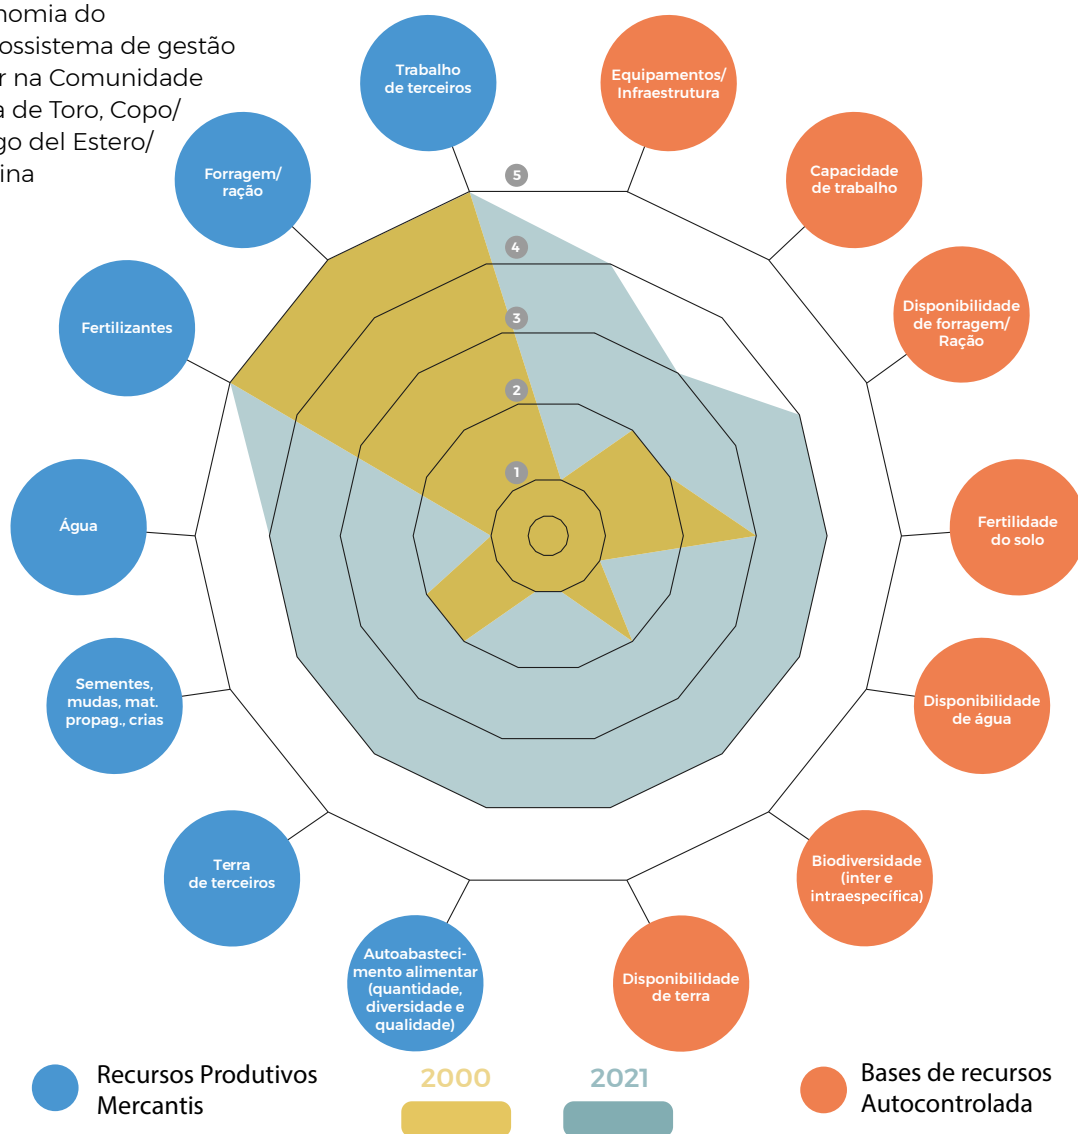 nomia do
ossistema de gestão
r na Comunidade
a de Toro, Copo/
go del Estero/
ina
Trabalho
de terceiros
Equipamentos/
Infraestrutura
Forragem/
ração
Capacidade
de trabalho
Fertilizantes
Disponibilidade
de forragem/
Ração
Água
Fertilidade
do solo
Sementes,
mudas, mat.
propag., crias
Disponibilidade
de água
Terra
de terceiros
Biodiversidade
(inter e
intraespecífica)
Autoabasteci-
mento alimentar
(quantidade,
diversidade e
qualidade)
Disponibilidade
de terra
5
4
3
2
1
Recursos Produtivos
Mercantis
2000
2021
Bases de recursos
Autocontrolada